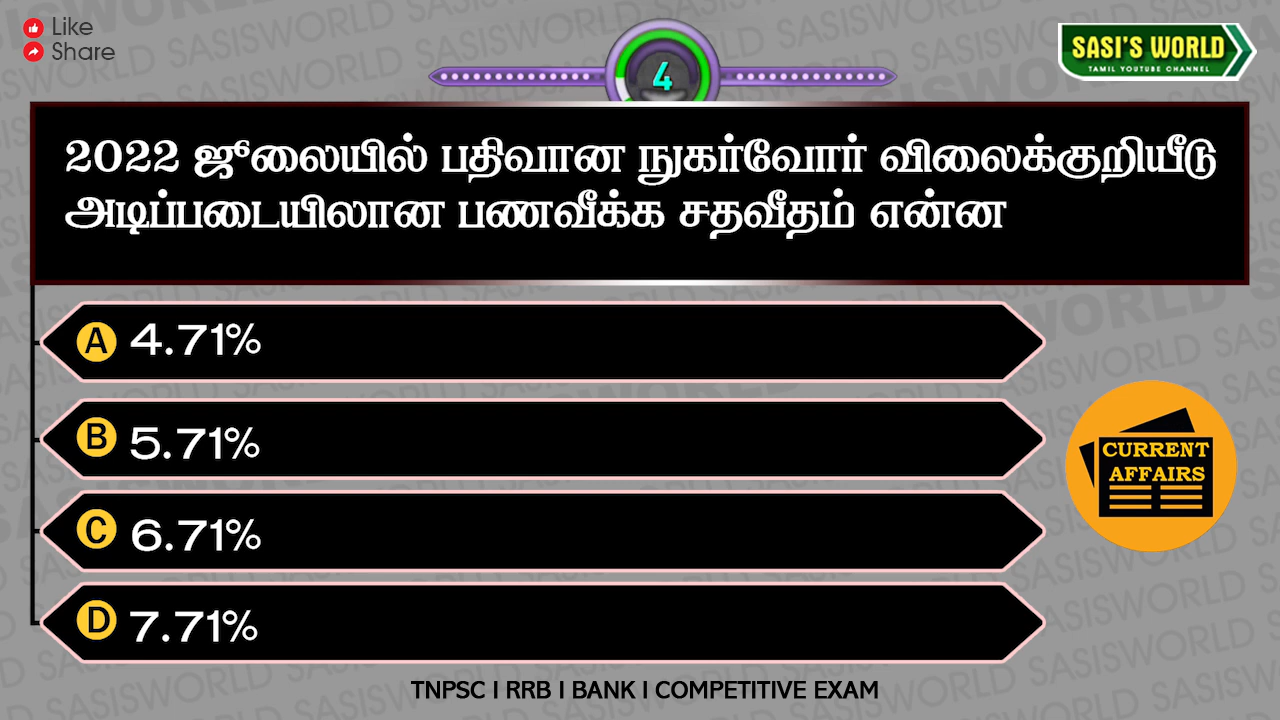 Like
Share
4
SASI'S WORLD
TAMIL YOUTUBE CHANNEL
2022 ஜூலையில் பதிவான நுகர்வோர் விலைக்குறியீடு
அடிப்படையிலான பணவீக்க சதவீதம் என்ன
A 4.71%
B 5.71%
C 6.71%
D 7.71%
CURRENT
AFFAIRS
TNPSC I RRB I BANK I COMPETITIVE EXAM